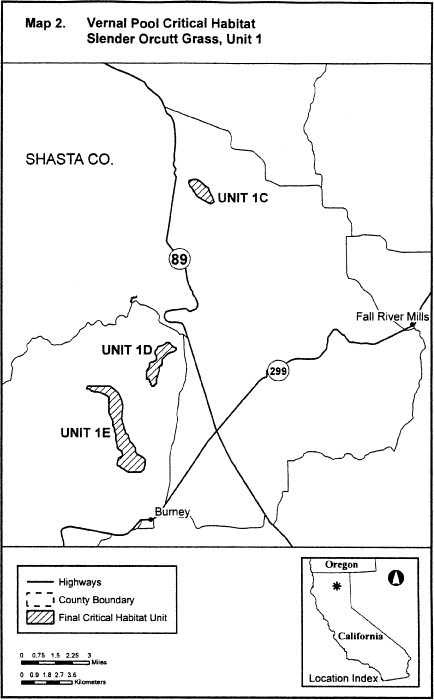 Map 2. Vernal Pool Critical Habitat
Slender Orcutt Grass, Unit 1
SHASTA CO.
UNIT 1C
89
Fall River Mills
UNIT 1D
299
UNIT 1E
Burney
Highways
County Boundary
Final Critical Habitat Unit
0 0.75 1.5 2.25 3
Miles
0 0.9 1.8 2.7 3.6
Kilometers
Oregon
California
Location Index